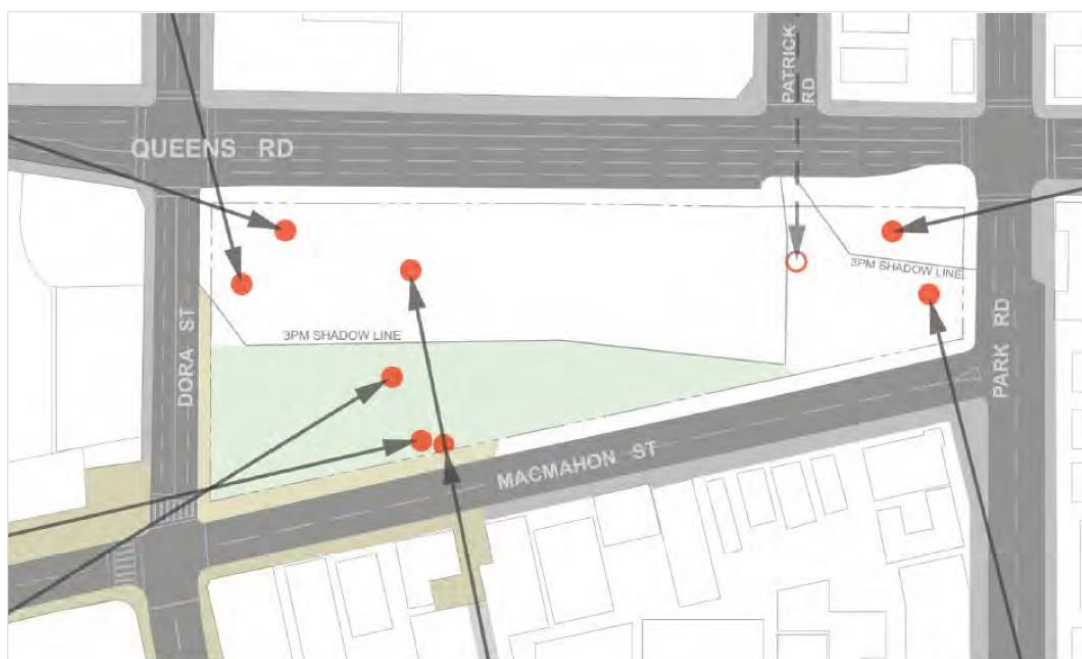 PATRICK
RD
QUEENS RD
3PM SHADOW LINE
3PM SHADOW LINE
DORA ST
PARK RD
MACMAHON ST